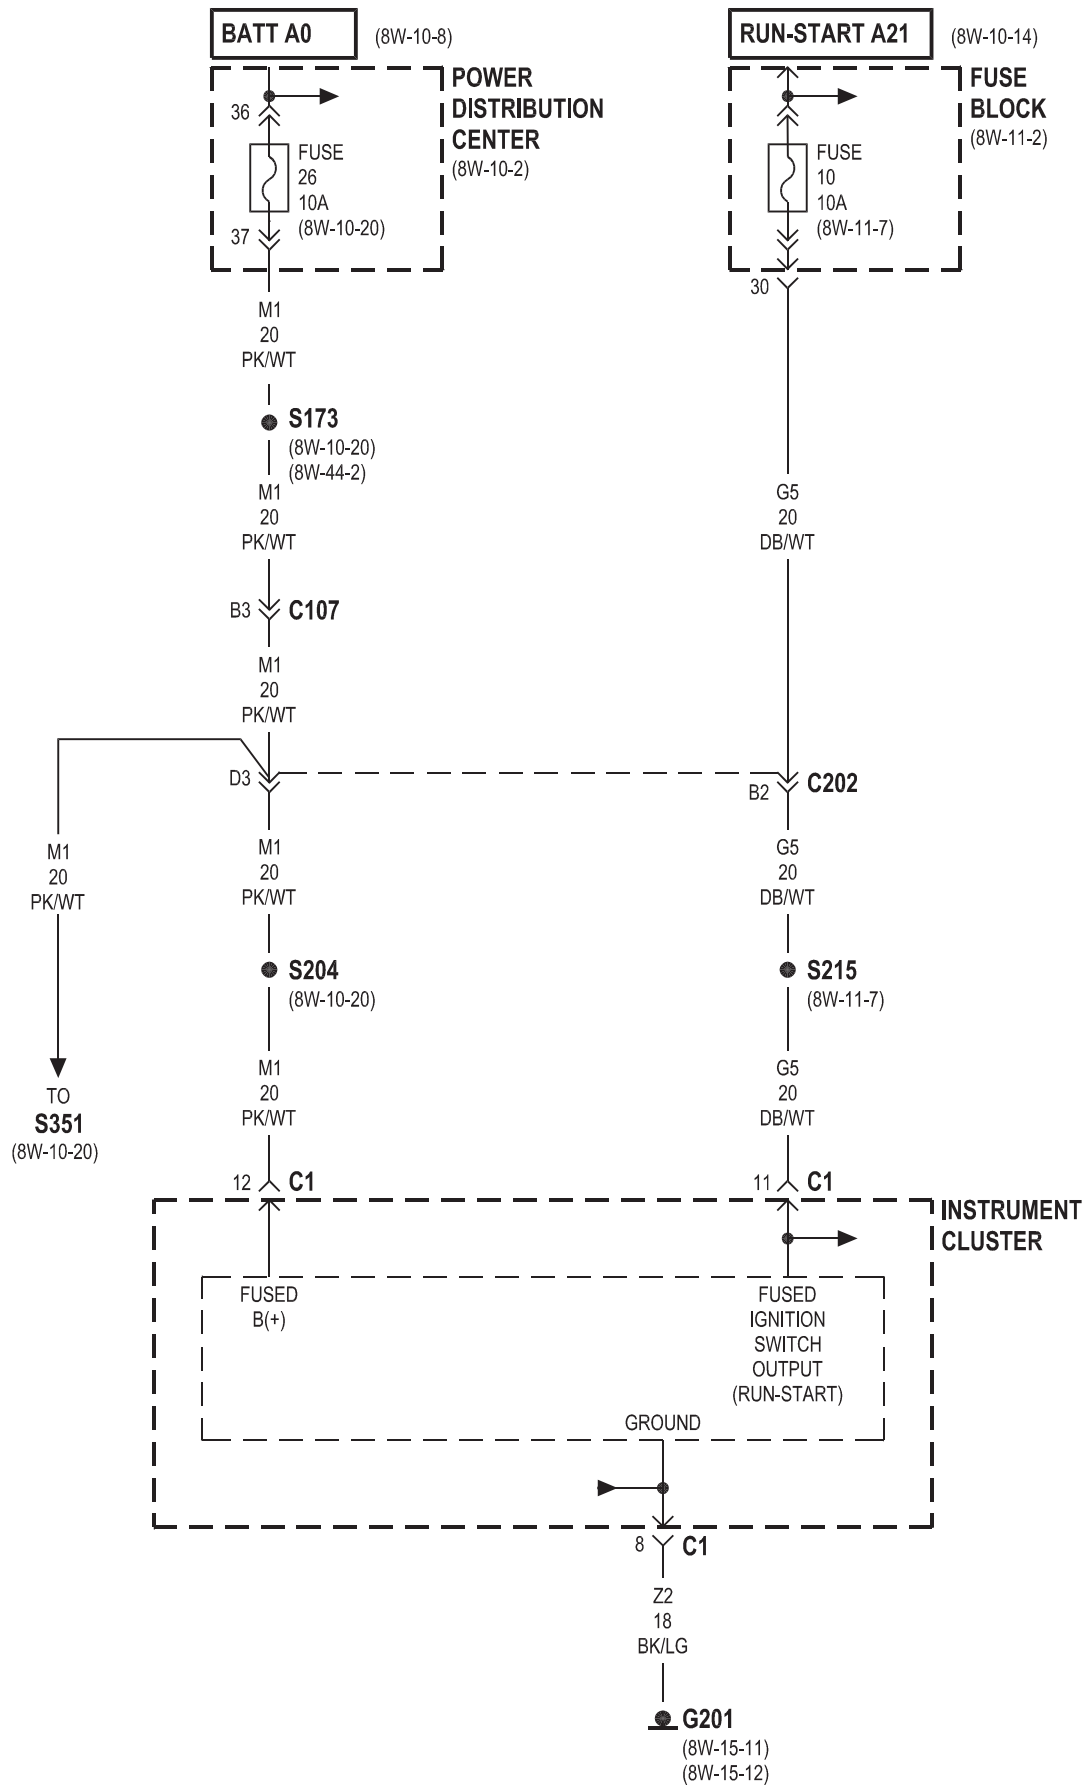 BATT A0
(8W-10-8)
RUN-START A21
(8W-10-14)
POWER
DISTRIBUTION
CENTER
(8W-10-2)
36
FUSE
26
10A
(8W-10-20)
37
FUSE
BLOCK
(8W-11-2)
FUSE
10
10A
(8W-11-7)
30
M1
20
PK/WT
S173
(8W-10-20)
(8W-44-2)
M1
20
PK/WT
G5
20
DB/WT
B3
C107
M1
20
PK/WT
D3
B2
C202
M1
20
PK/WT
M1
20
PK/WT
G5
20
DB/WT
S204
(8W-10-20)
S215
(8W-11-7)
TO
S351
(8W-10-20)
M1
20
PK/WT
G5
20
DB/WT
12
C1
11
C1
INSTRUMENT
CLUSTER
FUSED
B(+)
FUSED
IGNITION
SWITCH
OUTPUT
(RUN-START)
GROUND
8
C1
Z2
18
BK/LG
G201
(8W-15-11)
(8W-15-12)